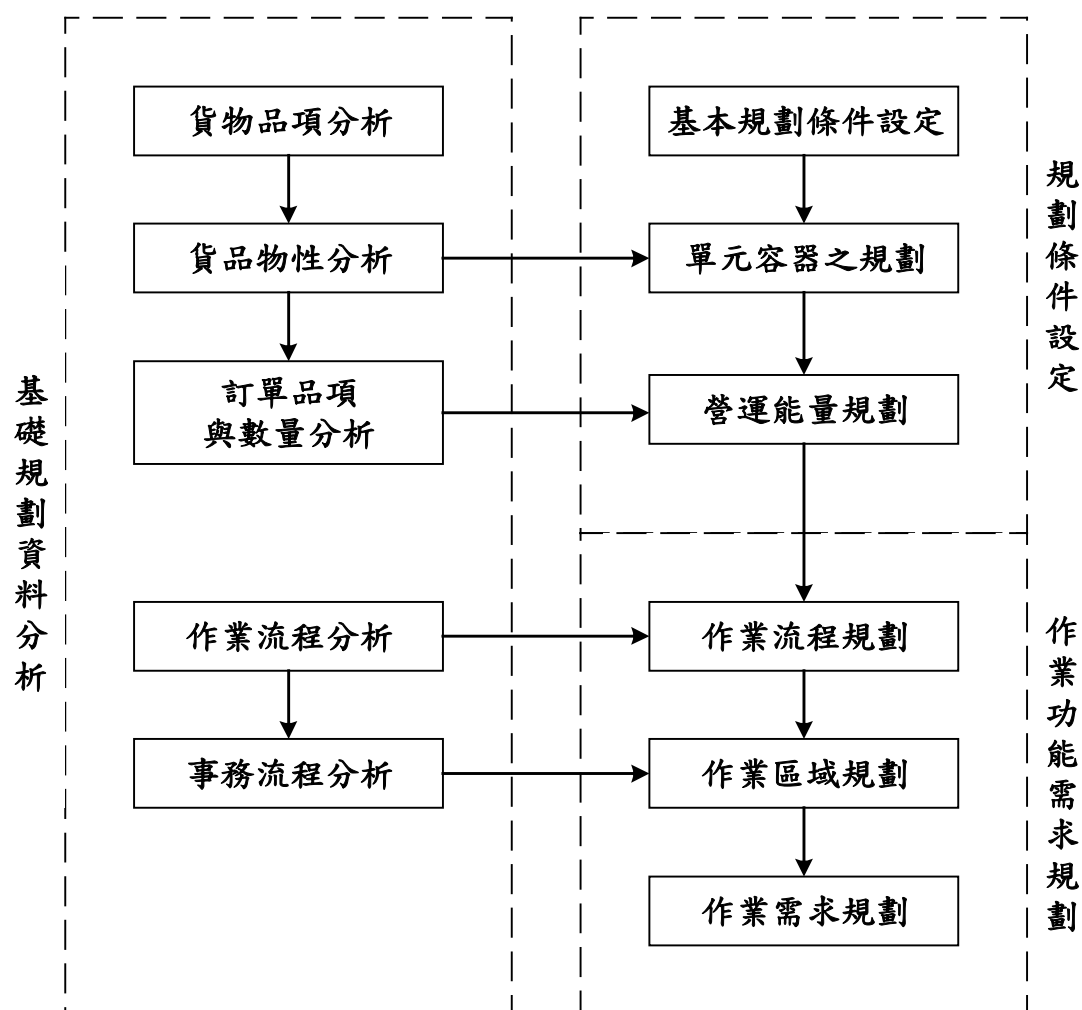 基礎規劃資料分析
貨物品項分析
貨品物性分析
訂單品項
與數量分析
作業流程分析
事務流程分析
基本規劃條件設定
單元容器之規劃
營運能量規劃
作業流程規劃
作業區域規劃
作業需求規劃
規劃條件設定
作業功能需求規劃